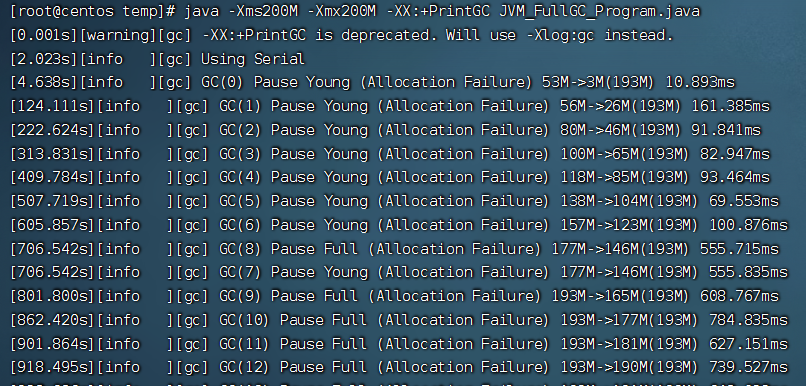 [root@centos temp]# java -Xms200M -Xmx200M -XX:+PrintGC JVM_FullGC_Program.java
[0.001s][warning][gc] -XX:+PrintGC is deprecated. Will use -Xlog:gc instead.
[2.023s][info   ][gc] Using Serial
[4.638s][info   ][gc] GC(0) Pause Young (Allocation Failure) 53M->3M(193M) 10.893ms
[124.111s][info   ][gc] GC(1) Pause Young (Allocation Failure) 56M->26M(193M) 161.385ms
[222.624s][info   ][gc] GC(2) Pause Young (Allocation Failure) 80M->46M(193M) 91.841ms
[313.831s][info   ][gc] GC(3) Pause Young (Allocation Failure) 100M->65M(193M) 82.947ms
[409.784s][info   ][gc] GC(4) Pause Young (Allocation Failure) 118M->85M(193M) 93.464ms
[507.719s][info   ][gc] GC(5) Pause Young (Allocation Failure) 138M->104M(193M) 69.553ms
[605.857s][info   ][gc] GC(6) Pause Young (Allocation Failure) 157M->123M(193M) 100.876ms
[706.542s][info   ][gc] GC(8) Pause Full (Allocation Failure) 177M->146M(193M) 555.715ms
[706.542s][info   ][gc] GC(7) Pause Young (Allocation Failure) 177M->146M(193M) 555.835ms
[801.800s][info   ][gc] GC(9) Pause Full (Allocation Failure) 193M->165M(193M) 608.767ms
[862.420s][info   ][gc] GC(10) Pause Full (Allocation Failure) 193M->177M(193M) 784.835ms
[901.864s][info   ][gc] GC(11) Pause Full (Allocation Failure) 193M->181M(193M) 627.151ms
[918.495s][info   ][gc] GC(12) Pause Full (Allocation Failure) 193M->190M(193M) 739.527ms